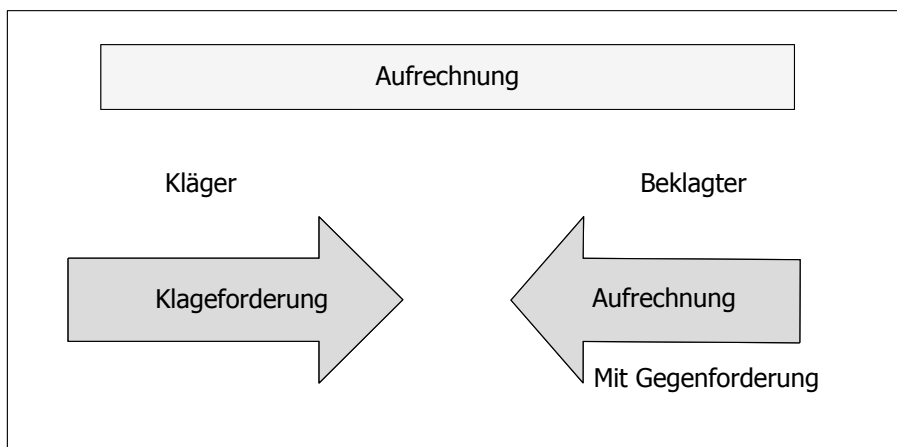 Aufrechnung
Kläger
Beklagter
Klageforderung
Aufrechnung
Mit Gegenforderung